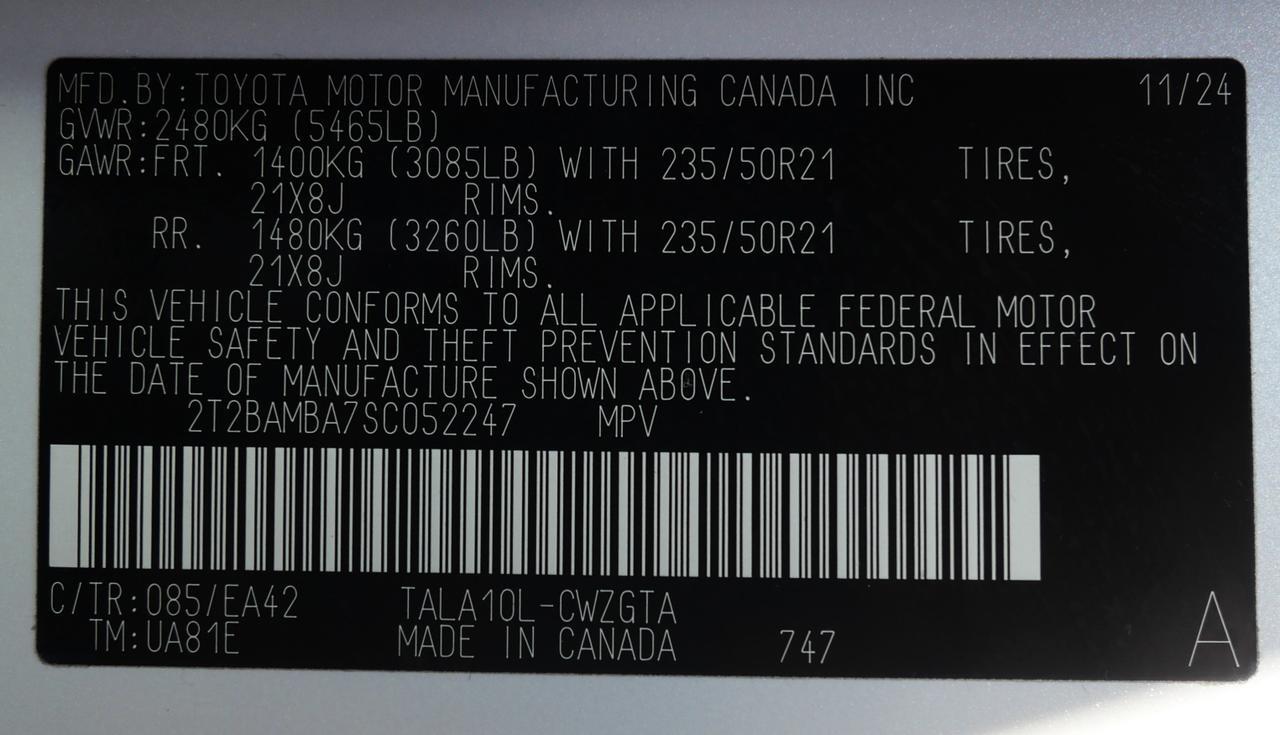 MFD.BY:TOYOTA MOTOR MANUFACTURING CANADA INC 11/24
GVWR:2480KG (5465LB)
GAWR:FRT. 1400KG (3085LB) WITH 235/50R21 TIRES,
21X8J RIMS.
RR. 1480KG (3260LB) WITH 235/50R21 TIRES,
21X8J RIMS.
THIS VEHICLE CONFORMS TO ALL APPLICABLE FEDERAL MOTOR
VEHICLE SAFETY AND THEFT PREVENTION STANDARDS IN EFFECT ON
THE DATE OF MANUFACTURE SHOWN ABOVE.
2T2BAMBA7SC052247 MPV
C/TR:085/EA42 TALA10L-CWZGTA
TM:UA81E MADE IN CANADA 747 A